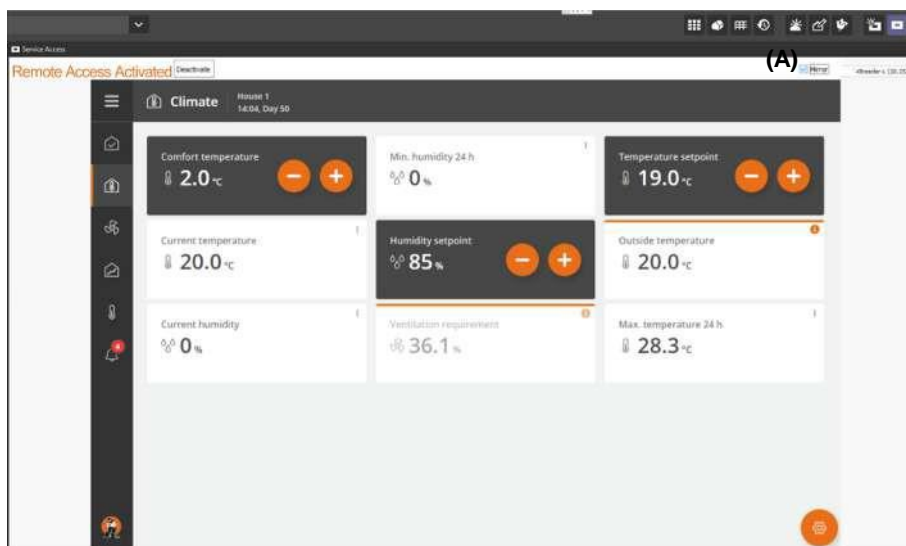 Service Access
(A)
Remote Access Activated Deactivate
Mirror
Climate
House 1
14:04, Day 50
Comfort temperature
2.0 °C
Min. humidity 24 h
0 %
Temperature setpoint
19.0 °C
Current temperature
20.0 °C
Humidity setpoint
85 %
Outside temperature
20.0 °C
Current humidity
0 %
Ventilation requirement
36.1 %
Max. temperature 24 h
28.3 °C
4